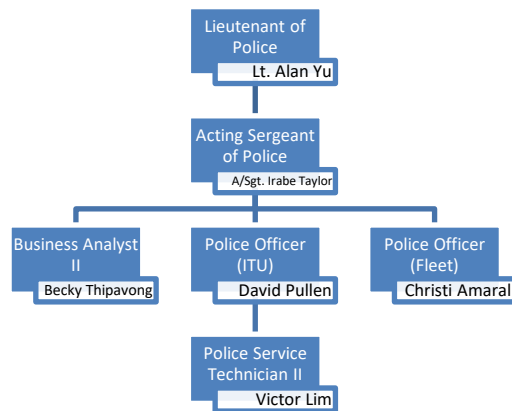 Lieutenant of
Police
Lt. Alan Yu
Acting Sergeant
of Police
A/Sgt. Irabe Taylor
Business Analyst
II
Becky Thipavong
Police Officer
(ITU)
David Pullen
Police Officer
(Fleet)
Christi Amaral
Police Service
Technician II
Victor Lim